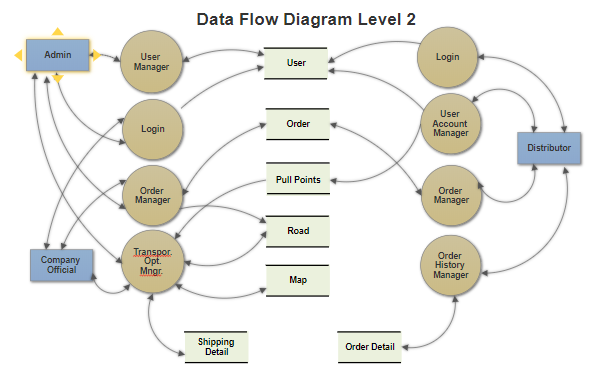 Data Flow Diagram Level 2
Admin
User
Manager
User
Login
Login
Order
User
Account
Manager
Distributor
Order
Manager
Pull Points
Order
Manager
Road
Company
Official
Transpor.
Opt.
Mngr.
Map
Order
History
Manager
Shipping
Detail
Order Detail